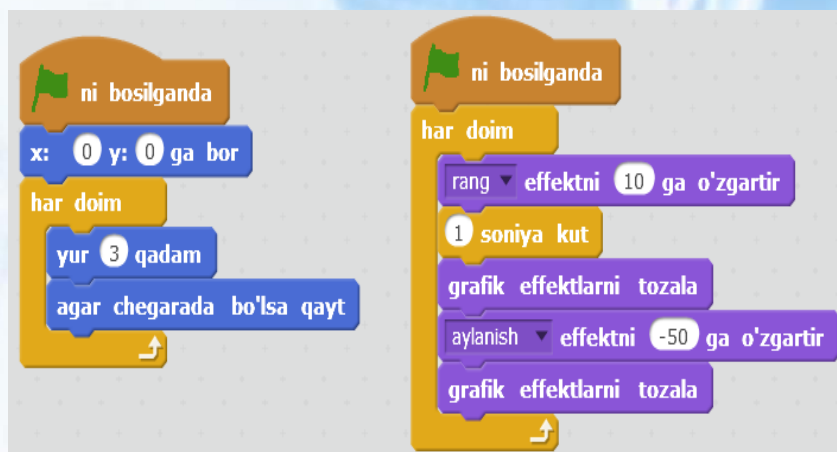 ni bosilganda
x: 0 y: 0 ga bor
har doim
yur 3 qadam
agar chegarada bo'lsa qayt
ni bosilganda
har doim
rang effektni 10 ga o'zgartir
1 soniya kut
grafik effektlarni tozala
aylanish effektni -50 ga o'zgartir
grafik effektlarni tozala